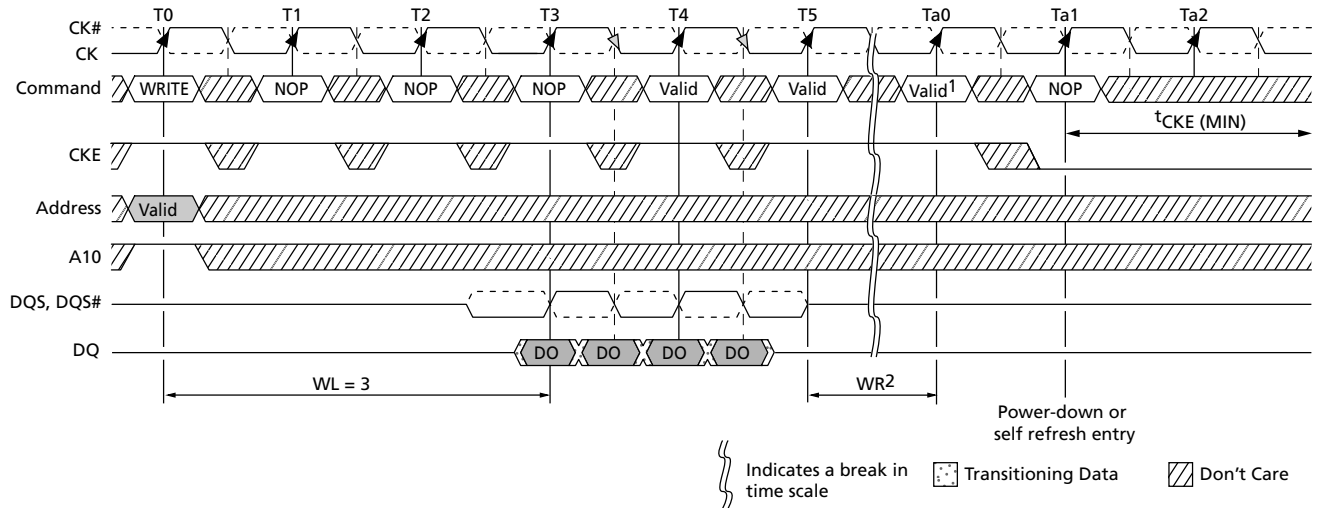 T0 T1 T2 T3 T4 T5 Ta0 Ta1 Ta2
CK#
CK
Command WRITE NOP NOP NOP Valid Valid Valid1 NOP
tCKE (MIN)
CKE
Address Valid
A10
DQS, DQS#
DQ DO DO DO DO
WL = 3 WR2
Power-down or
self refresh entry
Indicates a break in
time scale
Transitioning Data Don't Care